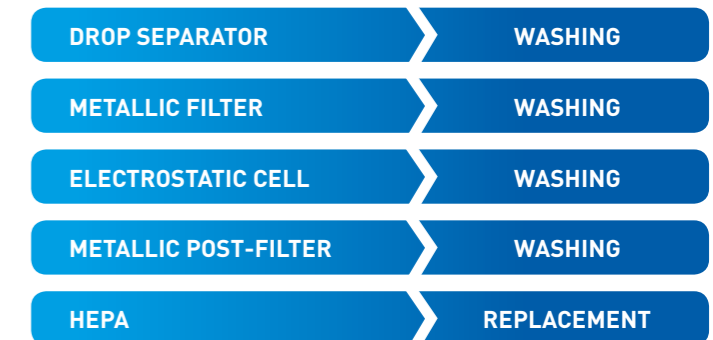 DROP SEPARATOR WASHING
METALLIC FILTER WASHING
ELECTROSTATIC CELL WASHING
METALLIC POST-FILTER WASHING
HEPA REPLACEMENT